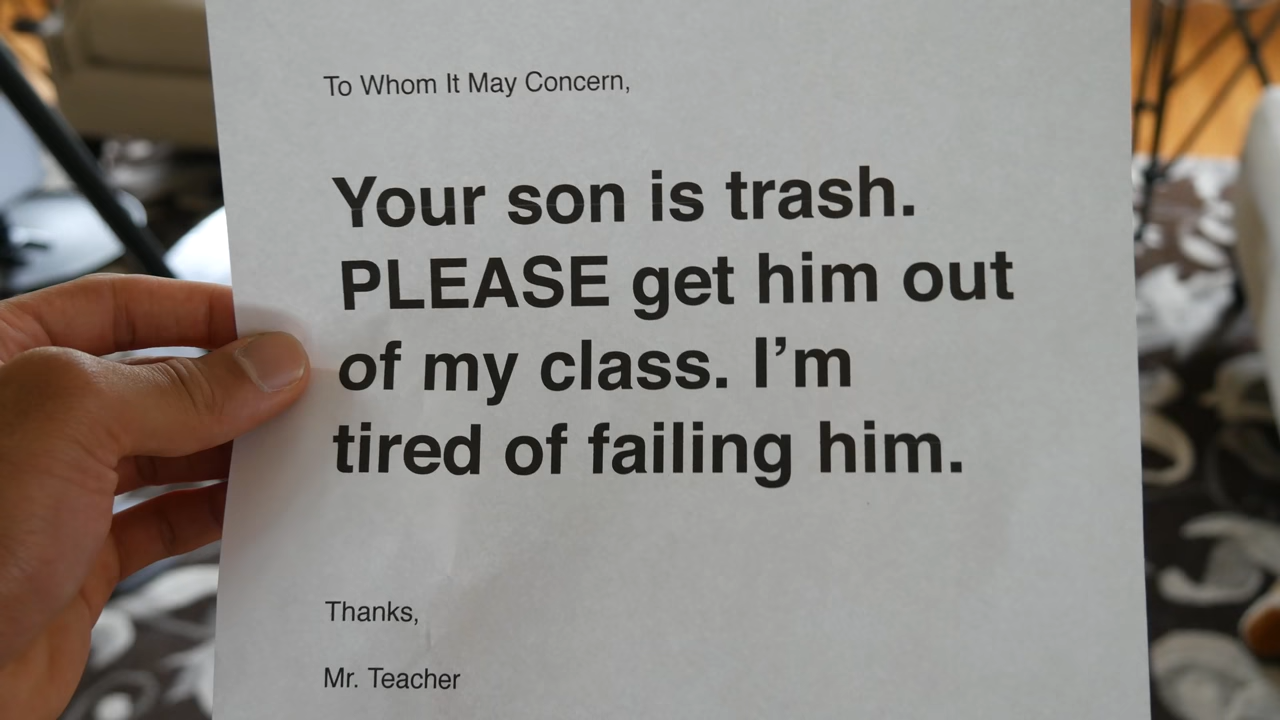 To Whom It May Concern,
Your son is trash.
PLEASE get him out
of my class. I’m
tired of failing him.
Thanks,
Mr. Teacher